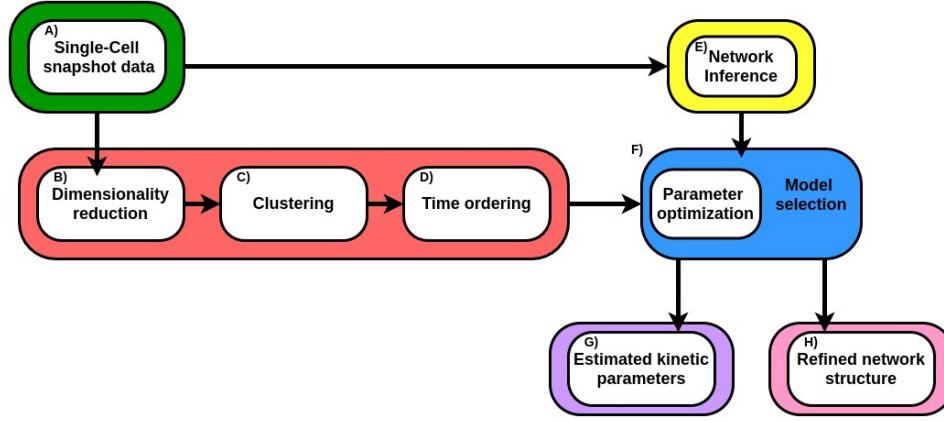 A)
Single-Cell
snapshot data
E)
Network
Inference
B)
Dimensionality
reduction
C)
Clustering
D)
Time ordering
F)
Parameter
optimization
Model
selection
G)
Estimated kinetic
parameters
H)
Refined network
structure